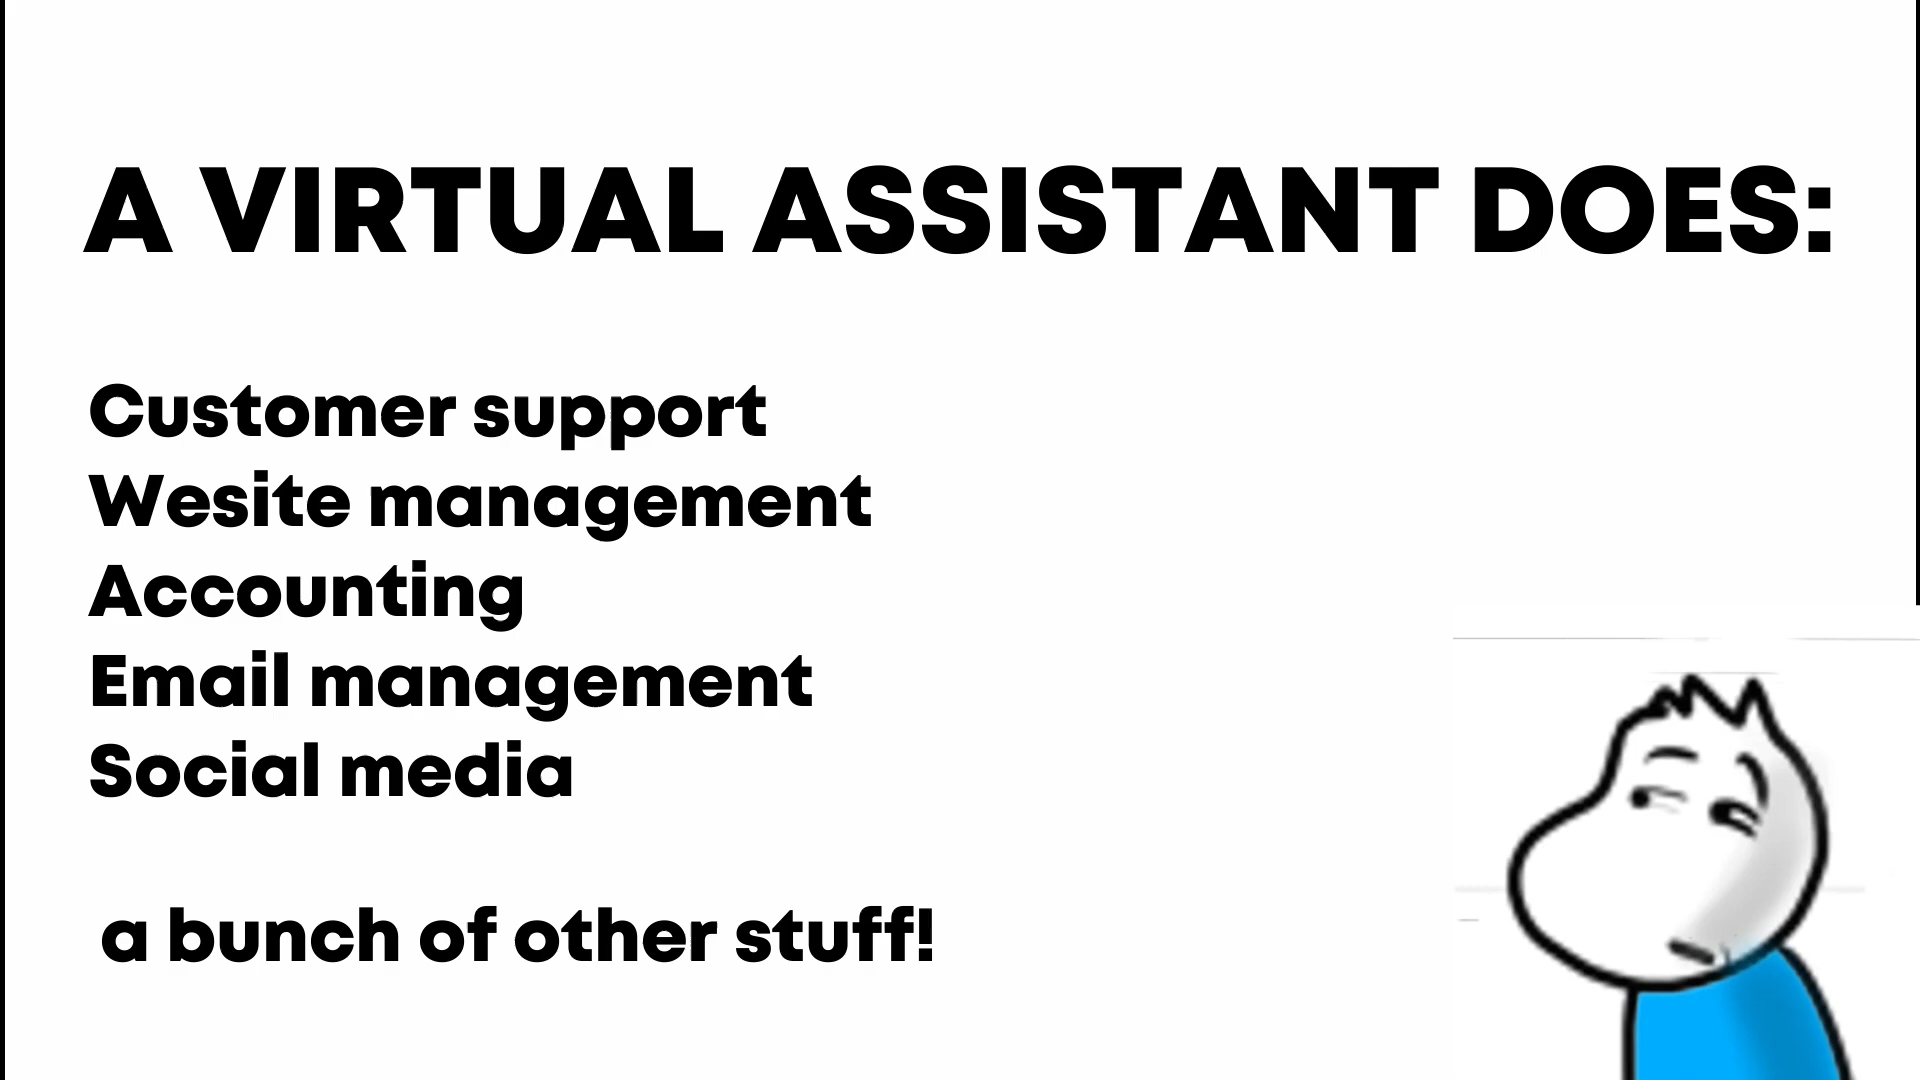 A VIRTUAL ASSISTANT DOES:
Customer support
Wesite management
Accounting
Email management
Social media
a bunch of other stuff!